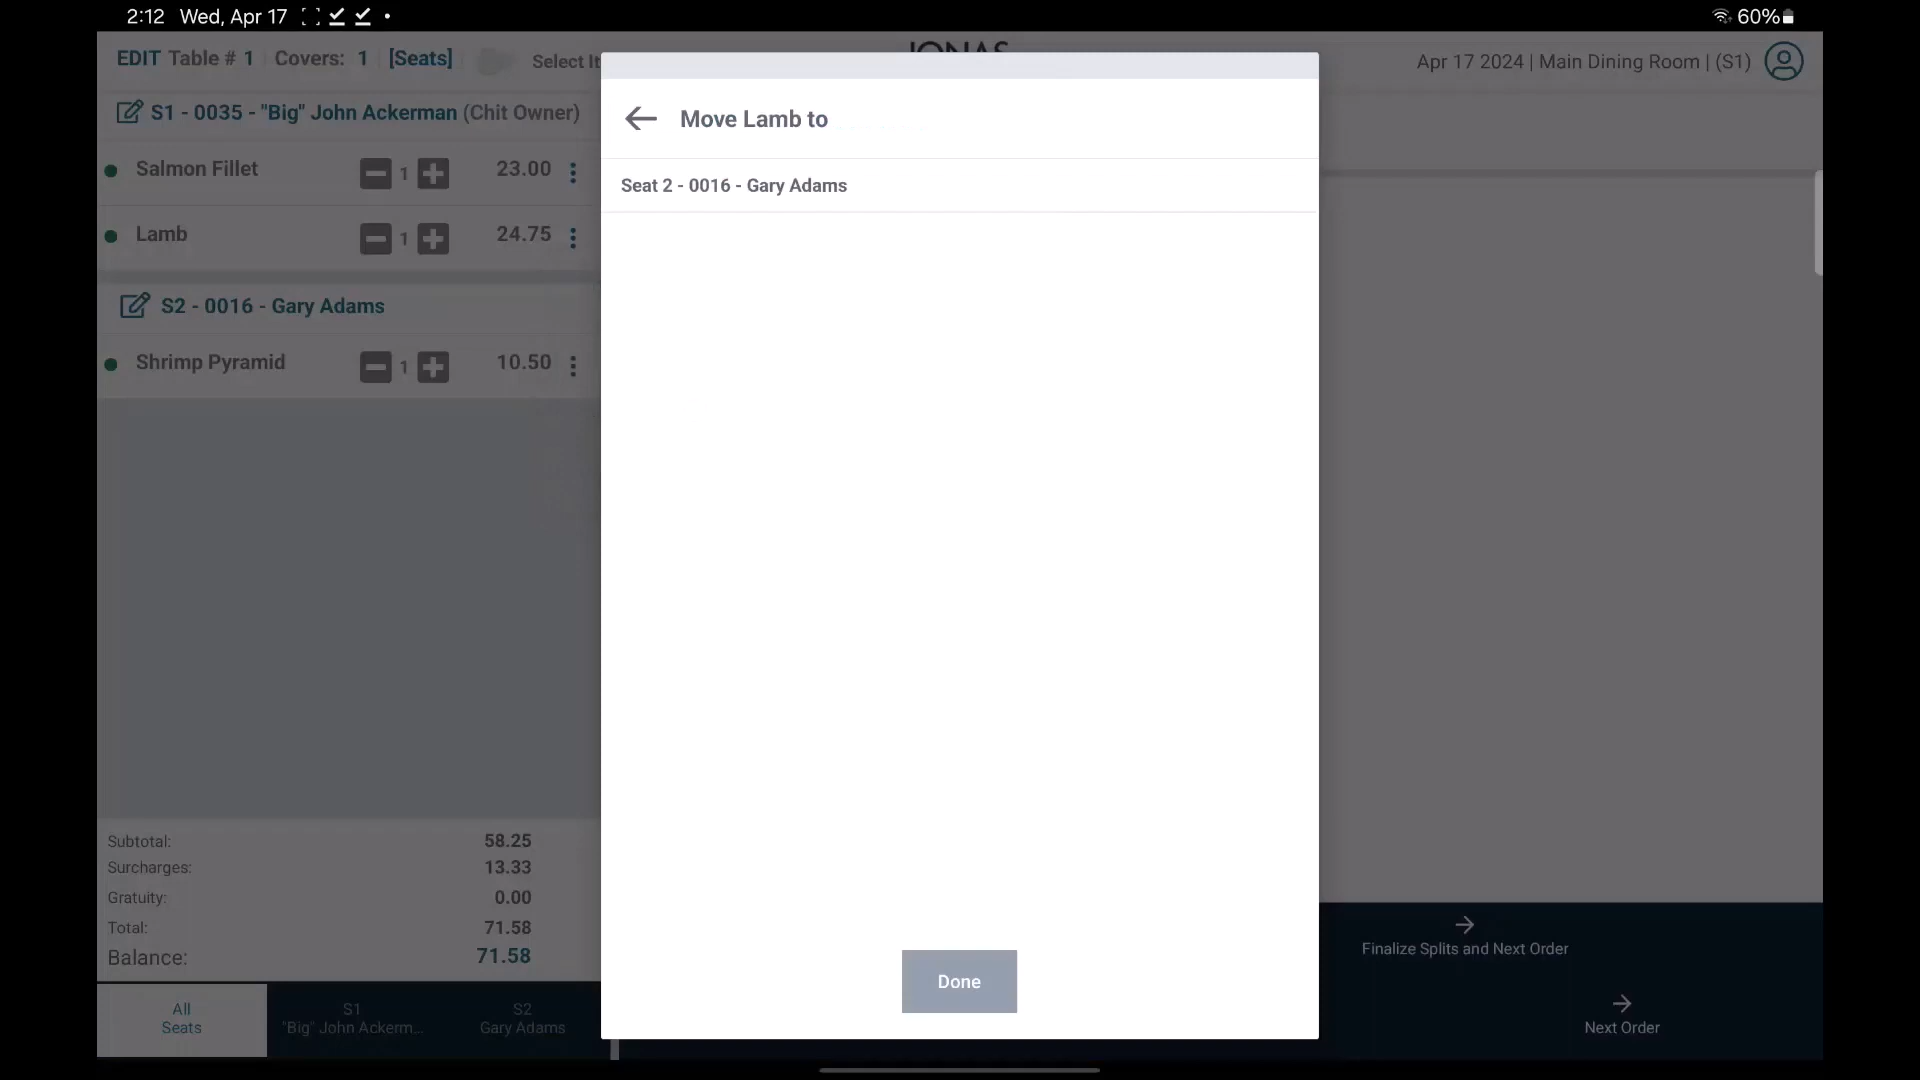 2:12 Wed, Apr 17
60%
EDIT Table # 1 Covers: 1 [Seats] Select It
JONAS
Apr 17 2024 | Main Dining Room | (S1)
S1 - 0035 - "Big" John Ackerman (Chit Owner)
Salmon Fillet 1 23.00
Lamb 1 24.75
S2 - 0016 - Gary Adams
Shrimp Pyramid 1 10.50
Subtotal: 58.25
Surcharges: 13.33
Gratuity: 0.00
Total: 71.58
Balance: 71.58
All
Seats
S1
"Big" John Ackerm...
S2
Gary Adams
Move Lamb to
Seat 2 - 0016 - Gary Adams
Done
Finalize Splits and Next Order
Next Order